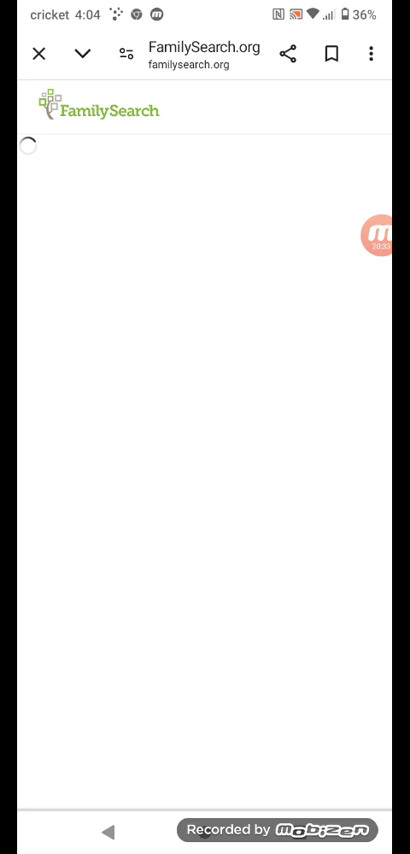 cricket 4:04 36%
FamilySearch.org
familysearch.org
FamilySearch
20:33
Recorded by mobizen